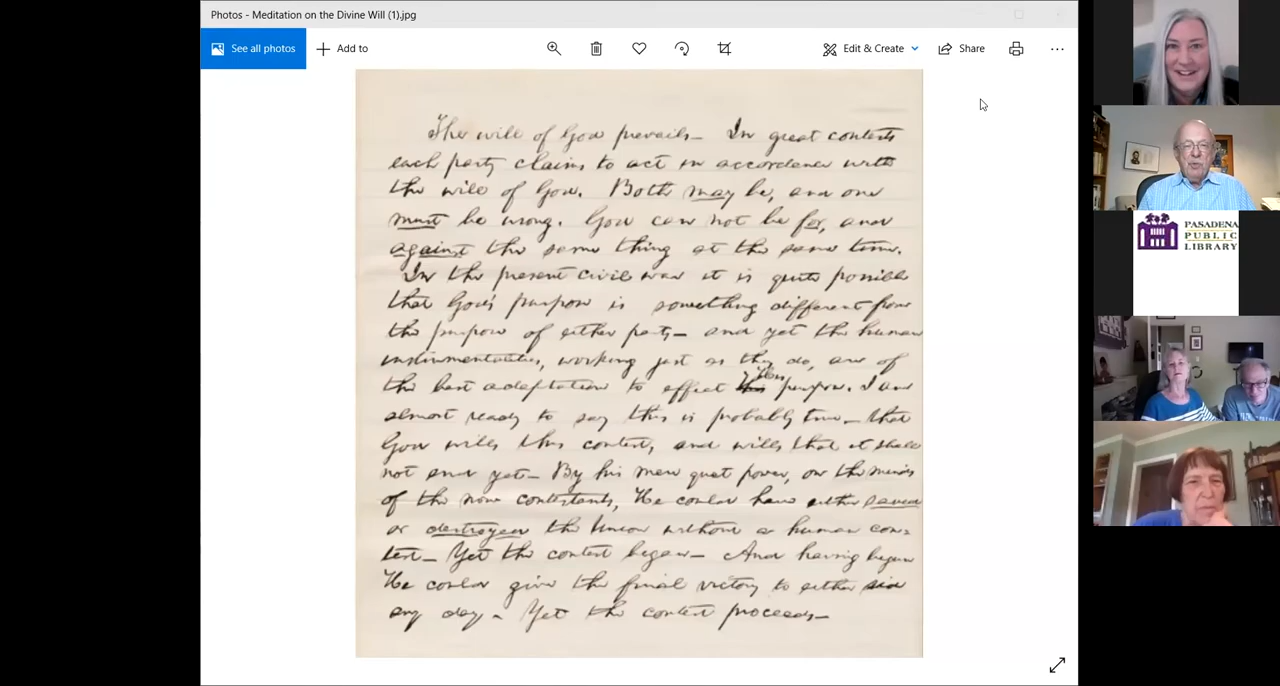 Photos - Meditation on the Divine Will (1).jpg
See all photos
Add to
Edit & Create
Share
The will of God prevails— In great contests
each party claims to act in accordance with
the will of God. Both may be, and one
must be wrong. God can not be for, and
against the same thing at the same time.
In the present civil war it is quite possible
that God's purpose is something different from
the purpose of either party— and yet the human
instrumentalities, working just as they do, are of
the best adaptation to effect this
His purpose. I am
almost ready to say this is probably true— that
God wills this contest, and wills that it shall
not end yet— By his mere quiet power, on the minds
of the now contestants, He could have either saved
or destroyed the Union without a human con-
test— Yet the contest began— And having begun
He could give the final victory to either side
any day— Yet the contest proceeds—
PASADENA
PUBLIC
LIBRARY